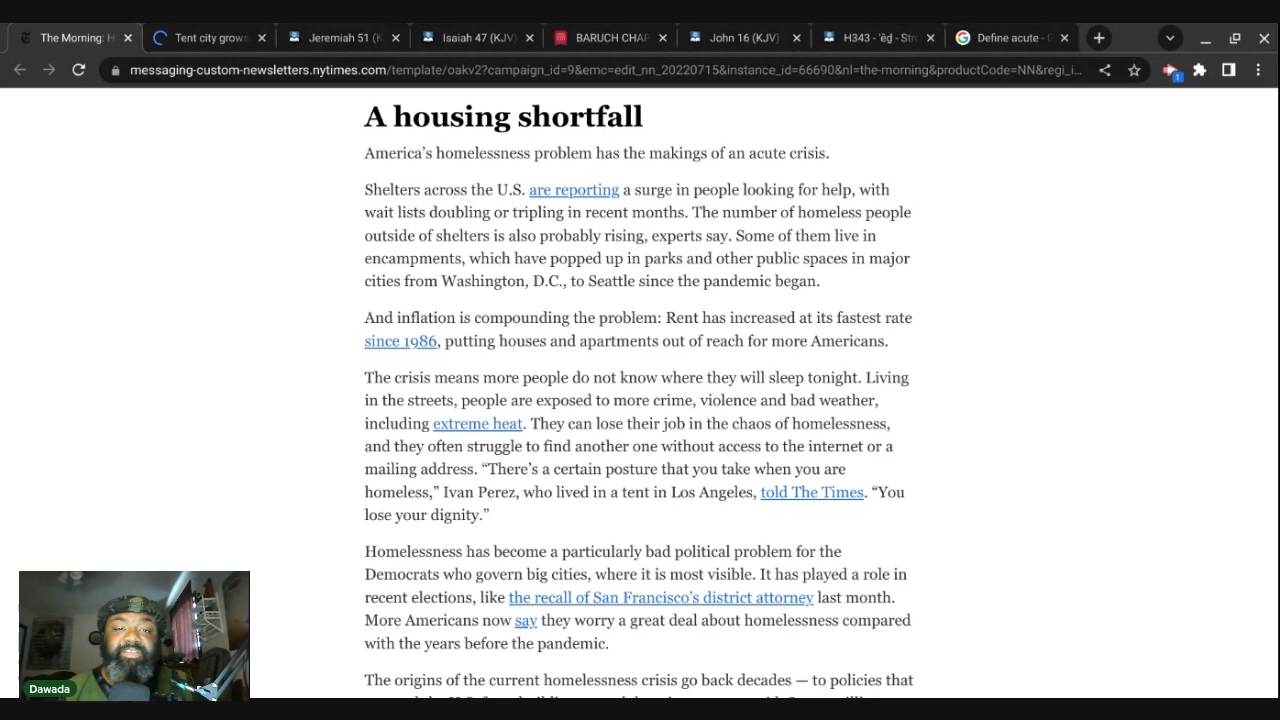 The Morning: H
Tent city grows
Jeremiah 51 (K
Isaiah 47 (KJV)
BARUCH CHAP
John 16 (KJV)
H343 - 'êḏ - Str
Define acute - G
messaging-custom-newsletters.nytimes.com/template/oakv2?campaign_id=9&emc=edit_nn_20220715&instance_id=66690&nl=the-morning&productCode=NN&regi_i...
1
A housing shortfall
America's homelessness problem has the makings of an acute crisis.
Shelters across the U.S. are reporting a surge in people looking for help, with
wait lists doubling or tripling in recent months. The number of homeless people
outside of shelters is also probably rising, experts say. Some of them live in
encampments, which have popped up in parks and other public spaces in major
cities from Washington, D.C., to Seattle since the pandemic began.
And inflation is compounding the problem: Rent has increased at its fastest rate
since 1986, putting houses and apartments out of reach for more Americans.
The crisis means more people do not know where they will sleep tonight. Living
in the streets, people are exposed to more crime, violence and bad weather,
including extreme heat. They can lose their job in the chaos of homelessness,
and they often struggle to find another one without access to the internet or a
mailing address. “There's a certain posture that you take when you are
homeless,” Ivan Perez, who lived in a tent in Los Angeles, told The Times. “You
lose your dignity.”
Homelessness has become a particularly bad political problem for the
Democrats who govern big cities, where it is most visible. It has played a role in
recent elections, like the recall of San Francisco's district attorney last month.
More Americans now say they worry a great deal about homelessness compared
with the years before the pandemic.
The origins of the current homelessness crisis go back decades — to policies that
Dawada